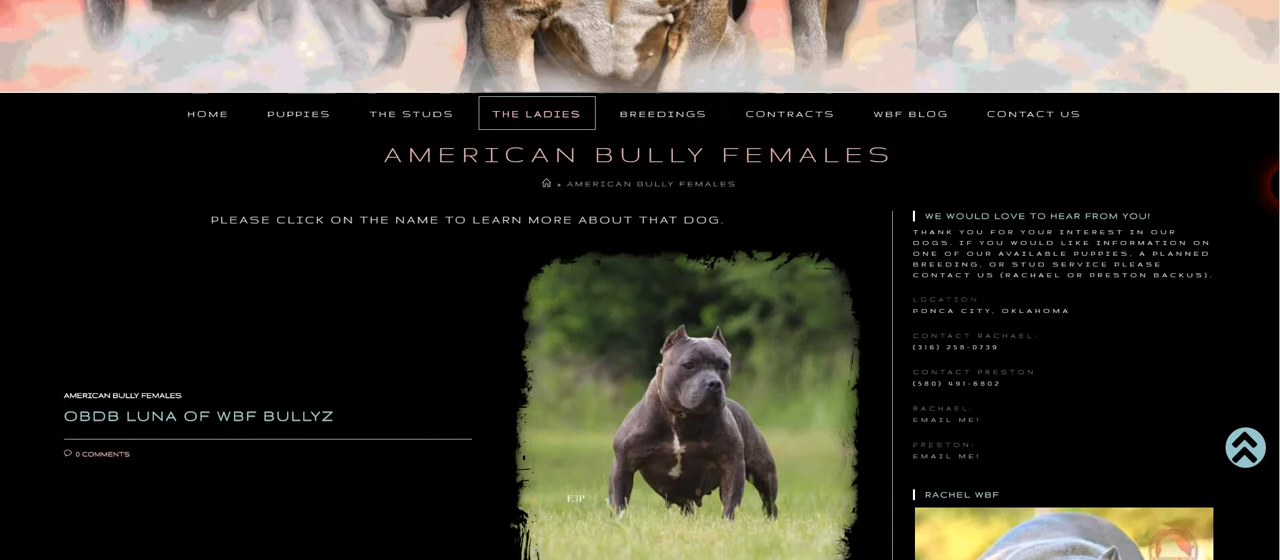 HOME PUPPIES THE STUDS THE LADIES BREEDINGS CONTRACTS WBF BLOG CONTACT US
AMERICAN BULLY FEMALES
> AMERICAN BULLY FEMALES
PLEASE CLICK ON THE NAME TO LEARN MORE ABOUT THAT DOG.
AMERICAN BULLY FEMALES
OBDB LUNA OF WBF BULLYZ
0 COMMENTS
E3P
WE WOULD LOVE TO HEAR FROM YOU!
THANK YOU FOR YOUR INTEREST IN OUR
DOGS. IF YOU WOULD LIKE INFORMATION ON
ONE OF OUR AVAILABLE PUPPIES, A PLANNED
BREEDING, OR STUD SERVICE PLEASE
CONTACT US (RACHAEL OR PRESTON BACKUS).
LOCATION
PONCA CITY, OKLAHOMA
CONTACT RACHAEL:
(316) 258-0739
CONTACT PRESTON
(580) 491-6802
RACHAEL:
EMAIL ME!
PRESTON:
EMAIL ME!
RACHEL WBF